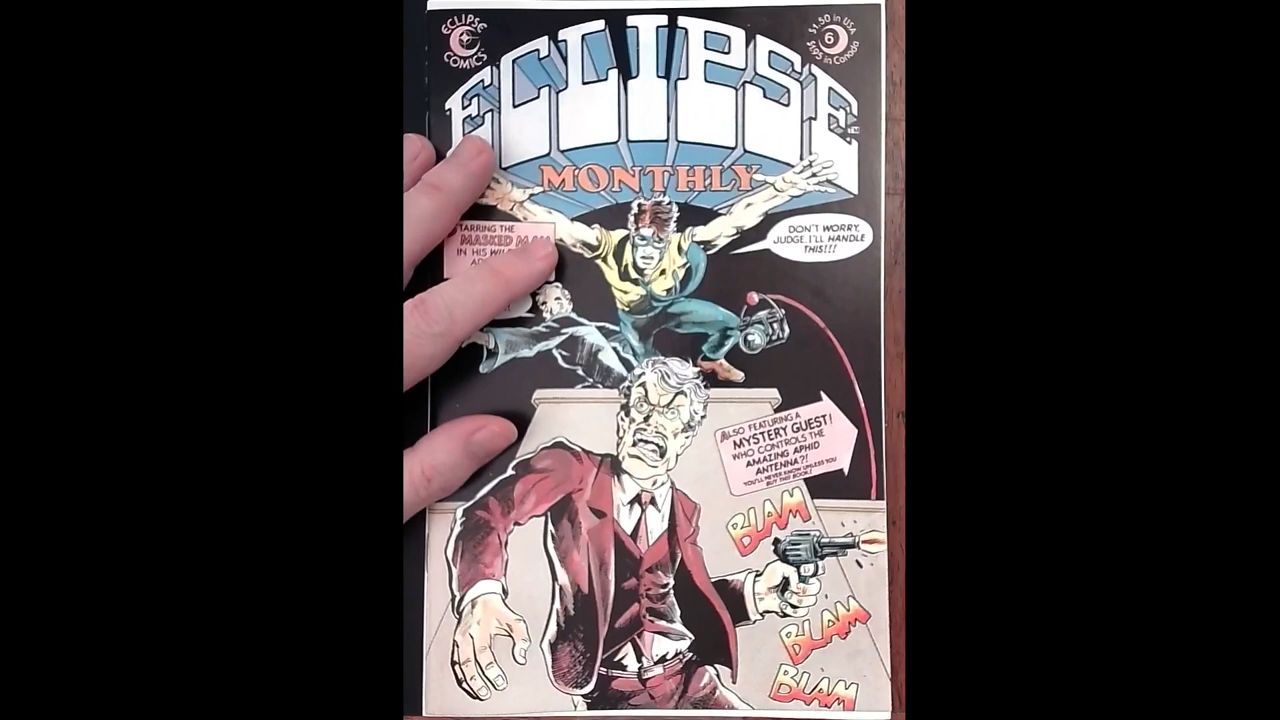 ECLIPSE
COMICS
$1.50 in USA
6
$1.95 in Canada
ECLIPSE
TM
MONTHLY
TARRING THE
MASKED MAN
IN HIS
DON'T WORRY,
JUDGE. I'LL HANDLE
THIS!!!
ALSO FEATURING A
MYSTERY GUEST!
WHO CONTROLS THE
AMAZING APHID
ANTENNA?!
YOU'LL NEVER KNOW UNLESS YOU
BUY THIS BOOK!
BLAM
BLAM
BLAM